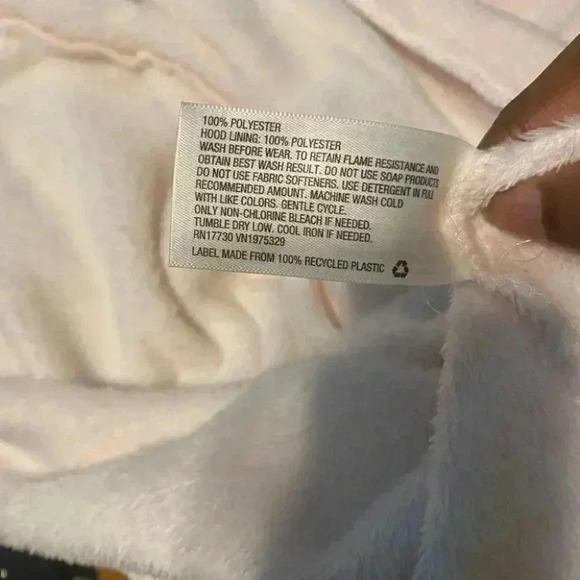 100% POLYESTER
HOOD LINING: 100% POLYESTER
WASH BEFORE WEAR. TO RETAIN FLAME RESISTANCE AND
OBTAIN BEST WASH RESULT. DO NOT USE SOAP PRODUCTS
DO NOT USE FABRIC SOFTENERS. USE DETERGENT IN FULL
RECOMMENDED AMOUNT. MACHINE WASH COLD
WITH LIKE COLORS. GENTLE CYCLE.
ONLY NON-CHLORINE BLEACH IF NEEDED.
TUMBLE DRY LOW. COOL IRON IF NEEDED.
RN17730 VN1975329
LABEL MADE FROM 100% RECYCLED PLASTIC